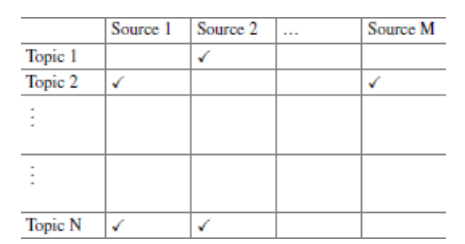 Source 1 Source 2 … Source M
Topic 1 ✓
Topic 2 ✓ ✓
⋮
⋮
Topic N ✓ ✓